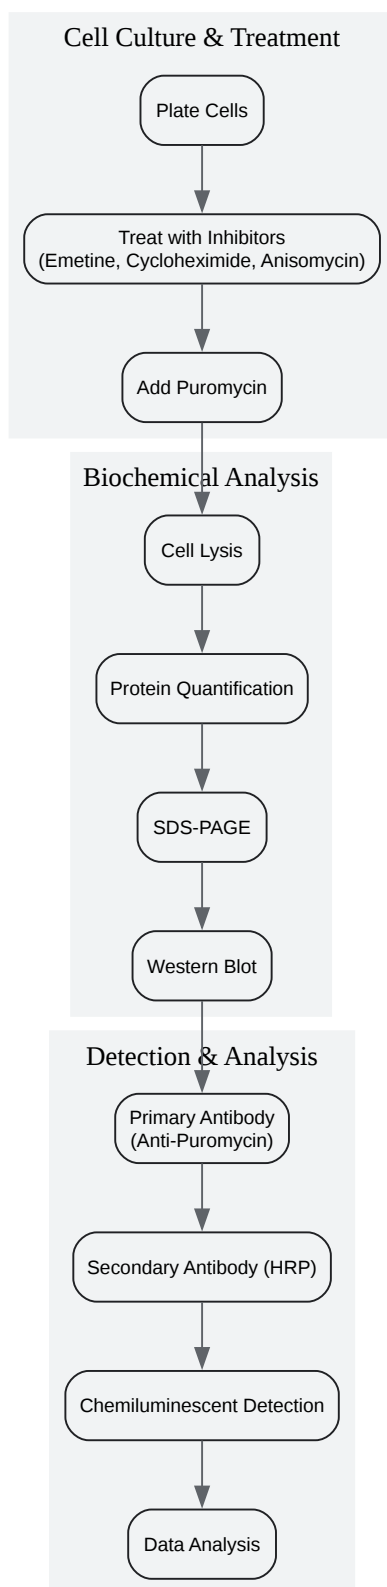 Cell Culture & Treatment
Plate Cells
Treat with Inhibitors
(Emetine, Cycloheximide, Anisomycin)
Add Puromycin
Biochemical Analysis
Cell Lysis
Protein Quantification
SDS-PAGE
Western Blot
Detection & Analysis
Primary Antibody
(Anti-Puromycin)
Secondary Antibody (HRP)
Chemiluminescent Detection
Data Analysis